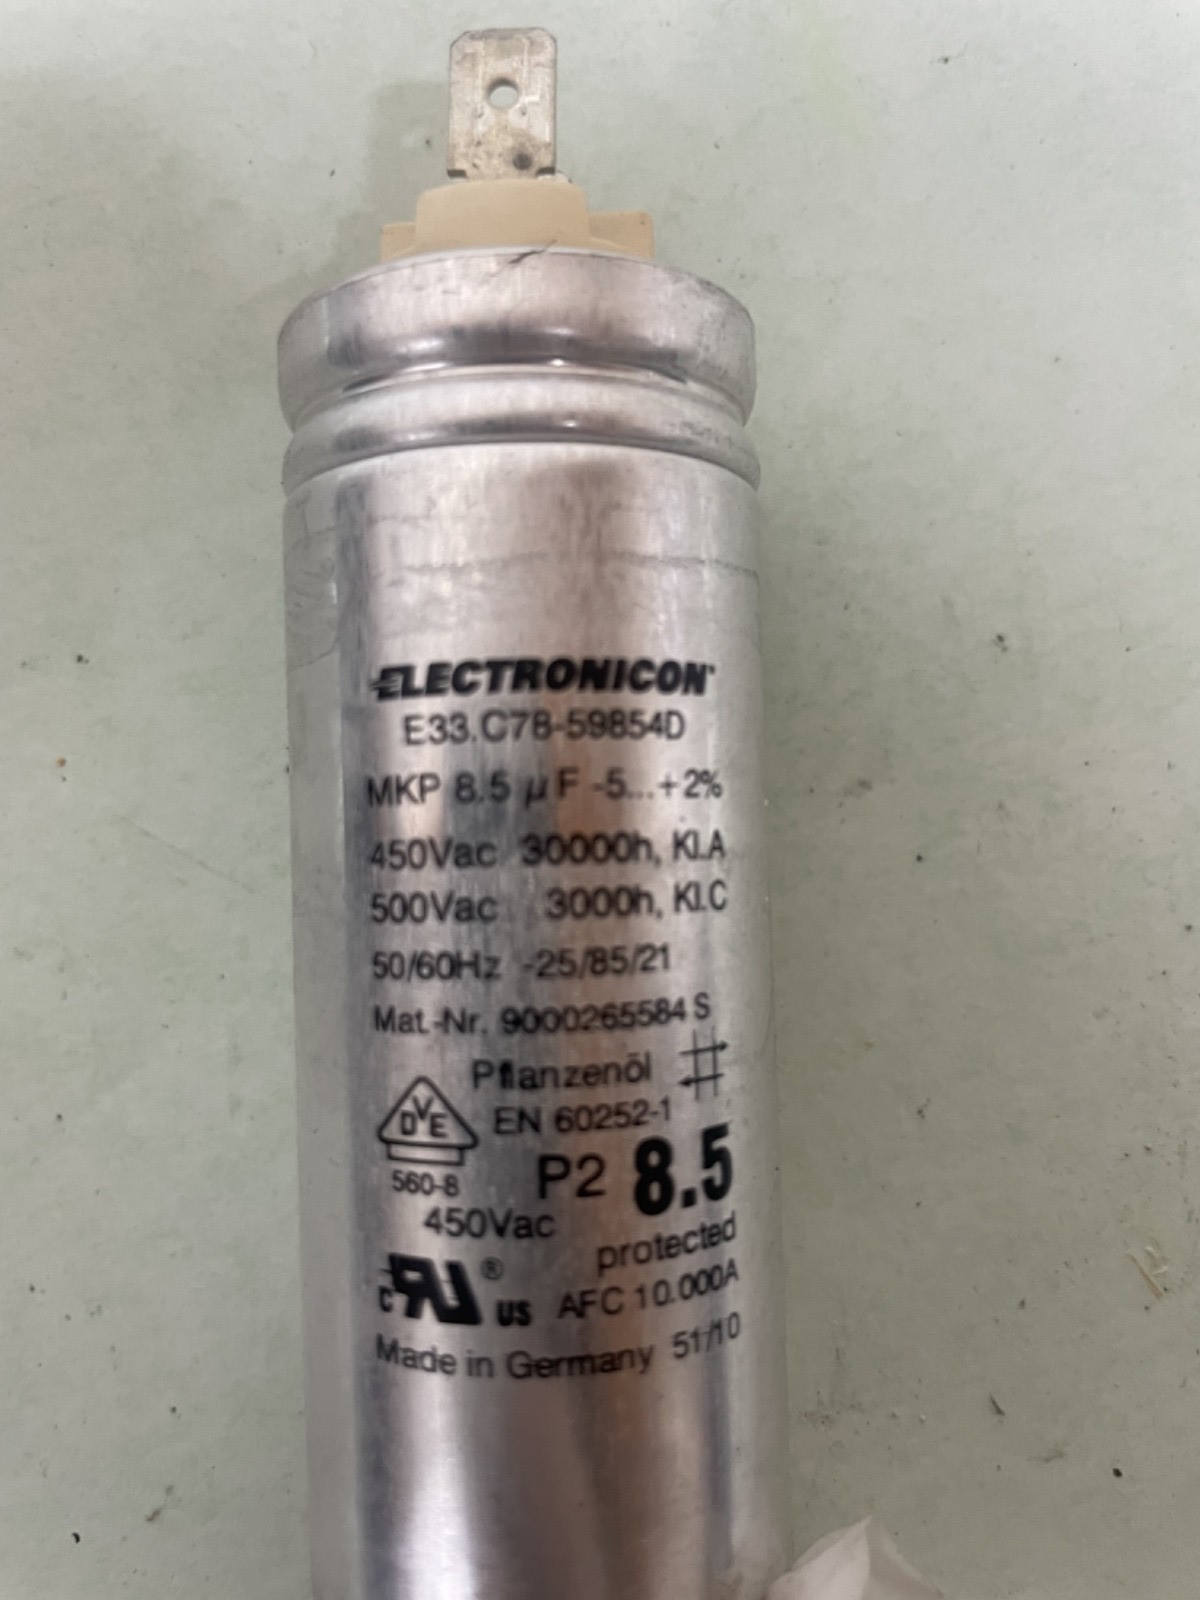 ELECTRONICON
E33.C78-59854D
MKP 8.5 µF -5...+2%
450Vac 30000h, Kl.A
500Vac 3000h, Kl.C
50/60Hz -25/85/21
Mat.-Nr. 9000265584 S
Pflanzenöl
DVE EN 60252-1
560-8 P2 8.5
450Vac protected
c RU ® US AFC 10.000A
Made in Germany 51/10